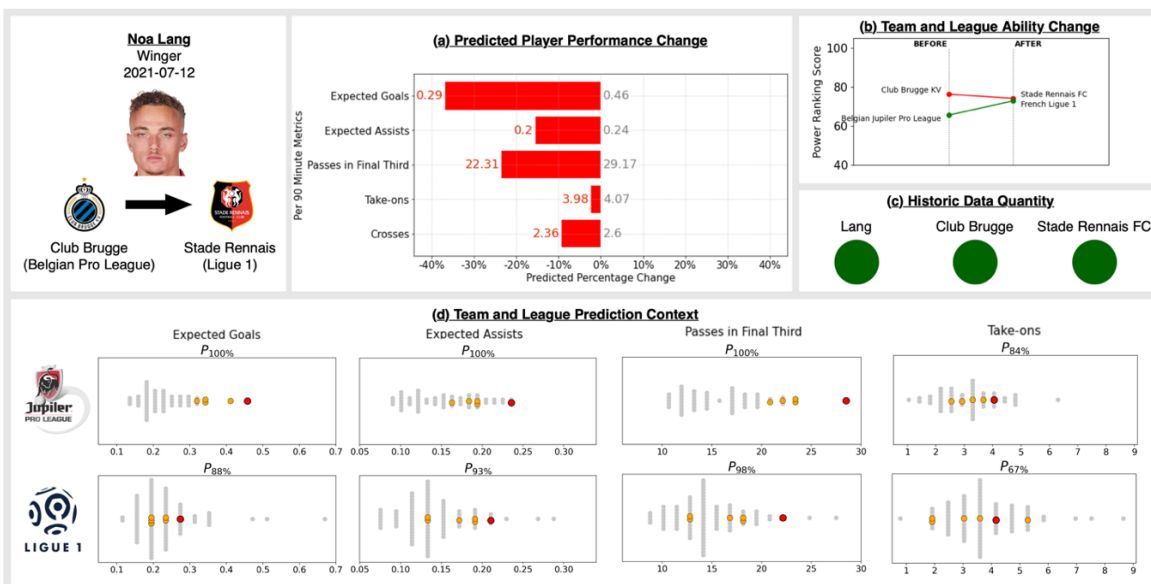 Noa Lang
Winger
2021-07-12
Club Brugge
(Belgian Pro League)
Stade Rennais
(Ligue 1)
STADE RENNAIS
(a) Predicted Player Performance Change
Per 90 Minute Metrics
Expected Goals
0.29
0.46
Expected Assists
0.2
0.24
Passes in Final Third
22.31
29.17
Take-ons
3.98
4.07
Crosses
2.36
2.6
-40% -30% -20% -10% 0% 10% 20% 30% 40%
Predicted Percentage Change
(b) Team and League Ability Change
BEFORE AFTER
Power Ranking Score
100
80
60
40
Club Brugge KV
Belgian Jupiler Pro League
Stade Rennais FC
French Ligue 1
(c) Historic Data Quantity
Lang Club Brugge Stade Rennais FC
(d) Team and League Prediction Context
Expected Goals Expected Assists Passes in Final Third Take-ons
P100% P100% P100% P84%
Jupiler
PRO LEAGUE
0.1 0.2 0.3 0.4 0.5 0.6 0.7
0.05 0.10 0.15 0.20 0.25 0.30
10 15 20 25 30
1 2 3 4 5 6 7 8 9
P88% P93% P98% P67%
LIGUE 1
0.1 0.2 0.3 0.4 0.5 0.6 0.7
0.05 0.10 0.15 0.20 0.25 0.30
10 15 20 25 30
1 2 3 4 5 6 7 8 9